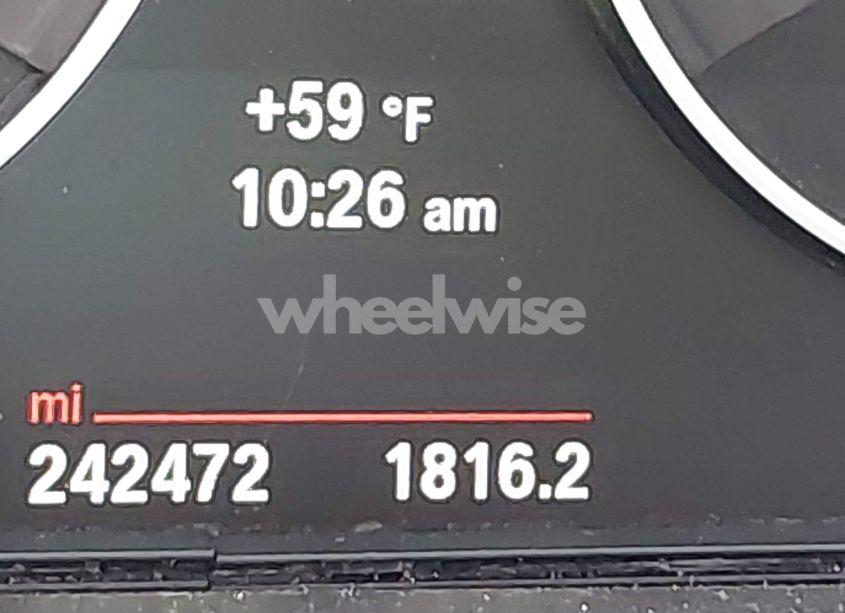 +59 °F
10:26 am
wheelwise
mi
242472 1816.2